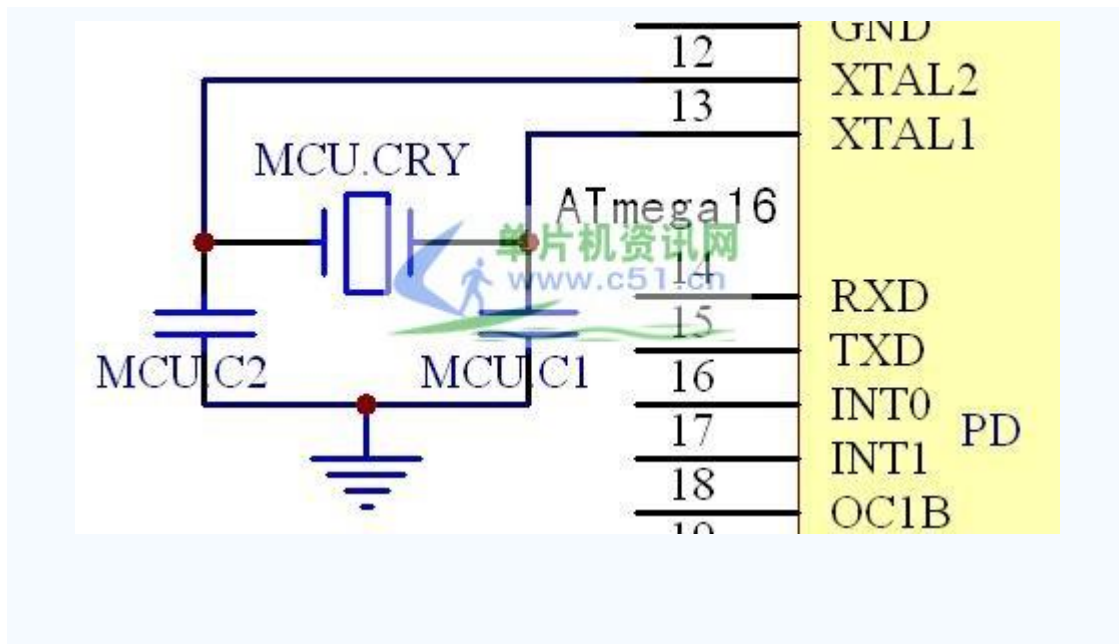 GND
12
XTAL2
13
XTAL1
MCU.CRY
ATmega16
单片机资讯网
www.c51.cn
14
RXD
15
TXD
MCU.C2
MCU.C1
16
INT0
17
PD
INT1
18
OC1B
19